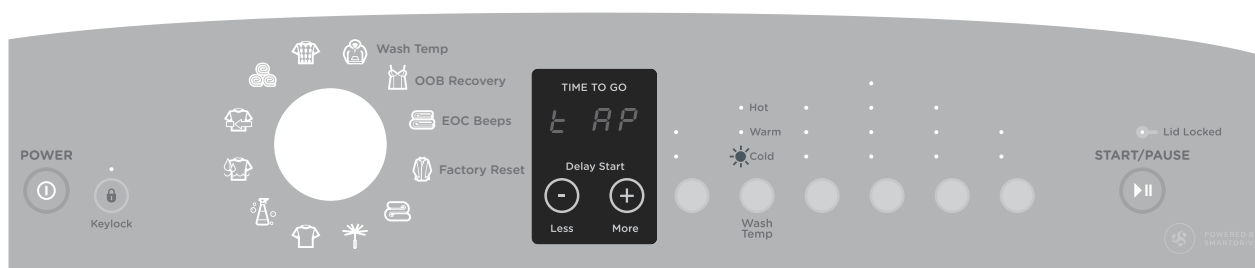 Wash Temp
OOB Recovery
EOC Beeps
Factory Reset
POWER
Keylock
TIME TO GO
t AP
Delay Start
- +
Less More
Hot
Warm
Cold
Wash
Temp
Lid Locked
START/PAUSE
POWERED